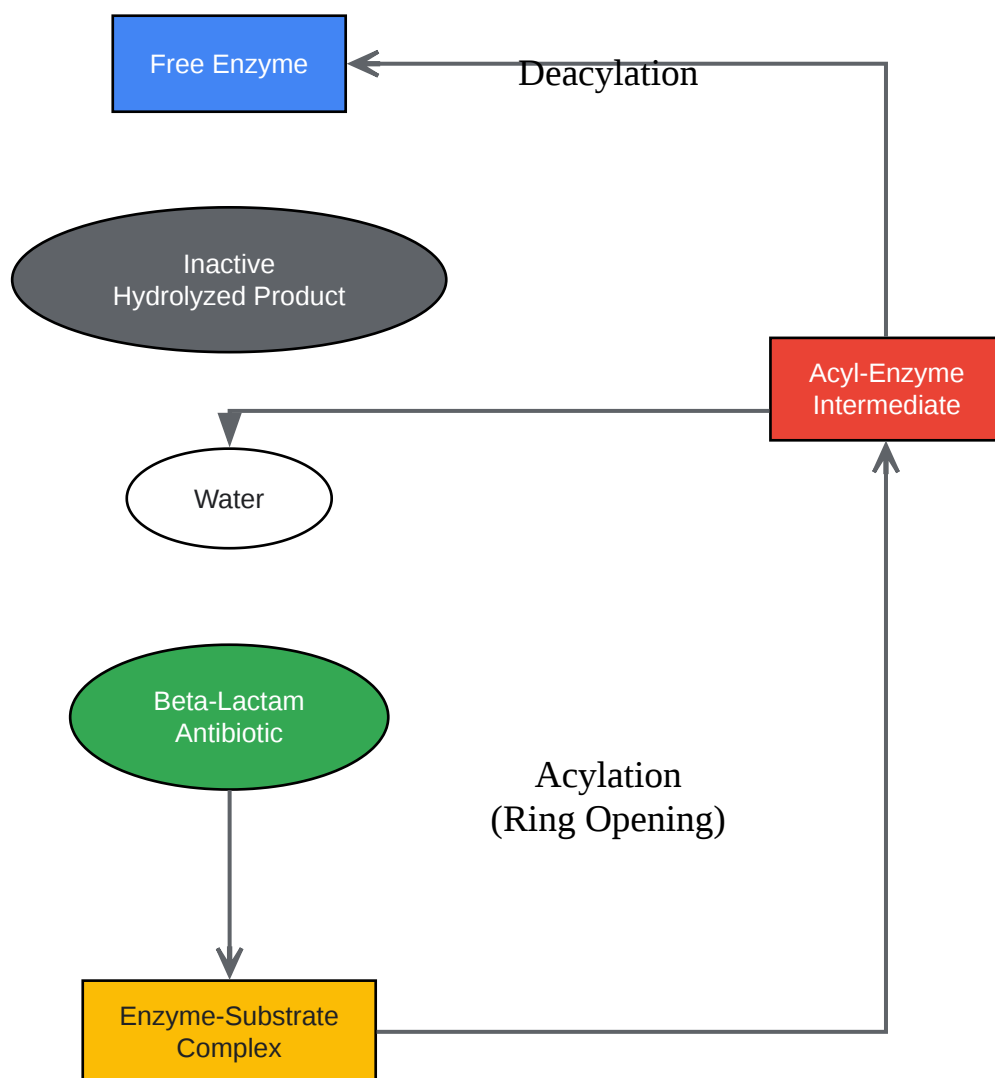 Free Enzyme
Deacylation
Inactive
Hydrolyzed Product
Acyl-Enzyme
Intermediate
Water
Beta-Lactam
Antibiotic
Acylation
(Ring Opening)
Enzyme-Substrate
Complex